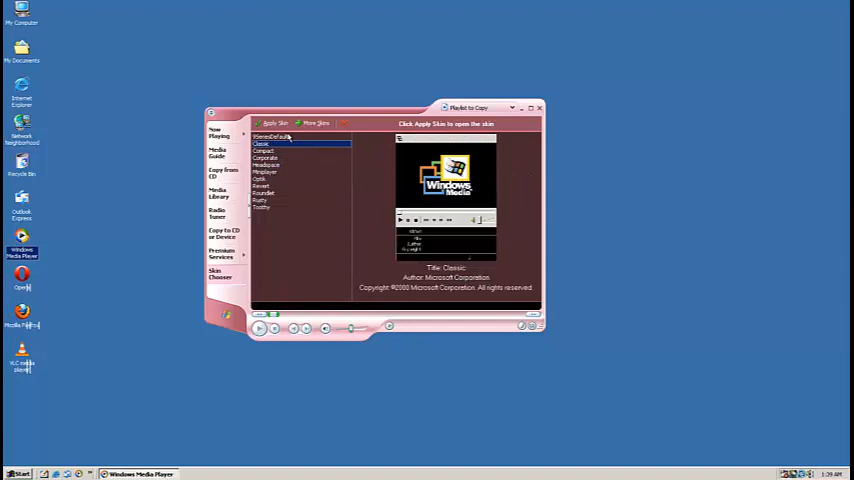 My Computer
My Documents
Internet
Explorer
Network
Neighborhood
Recycle Bin
Outlook
Express
Windows
Media Player
Opera
Mozilla Firefox
VLC media
player
Playlist to Copy
Apply Skin
More Skins
Click Apply Skin to open the skin
Now
Playing
Media
Guide
Copy from
CD
Media
Library
Radio
Tuner
Copy to CD
or Device
Premium
Services
Skin
Chooser
9SeriesDefault
Classic
Compact
Corporate
Headspace
Miniplayer
Optik
Revert
Roundlet
Rusty
Toothy
Windows
Media
Title: Classic
Author: Microsoft Corporation
Copyright: ©2000 Microsoft Corporation. All rights reserved
Start
Windows Media Player
1:39 AM